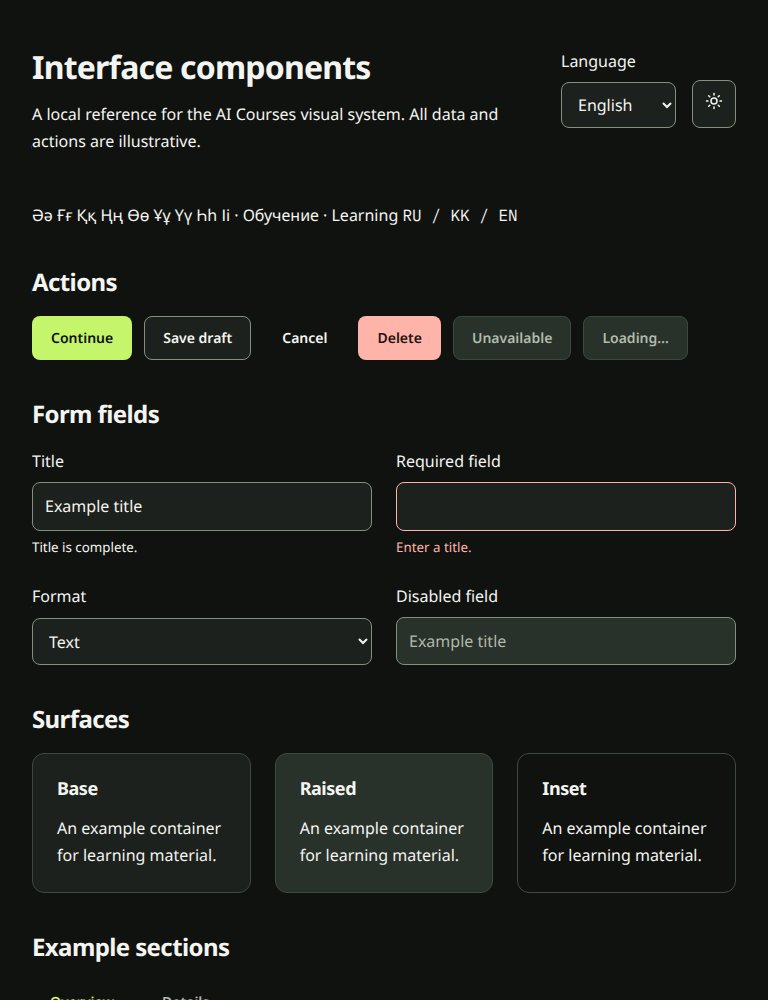 Interface components
Language
English
A local reference for the AI Courses visual system. All data and
actions are illustrative.
Әә Ғғ Ққ Ңң Өө Ұұ Үү Һһ Іі · Обучение · Learning RU / KK / EN
Actions
Continue
Save draft
Cancel
Delete
Unavailable
Loading...
Form fields
Title
Required field
Example title
Title is complete.
Enter a title.
Format
Disabled field
Text
Example title
Surfaces
Base
Raised
Inset
An example container
for learning material.
An example container
for learning material.
An example container
for learning material.
Example sections
Overview
Details